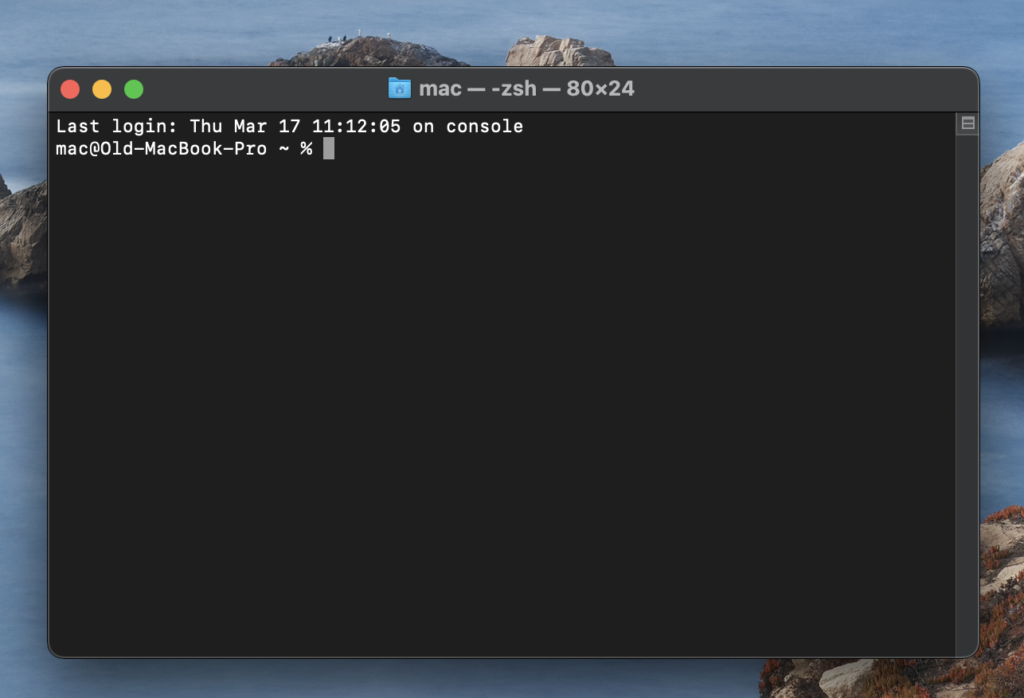 mac — -zsh — 80×24
Last login: Thu Mar 17 11:12:05 on console
mac@Old-MacBook-Pro ~ %